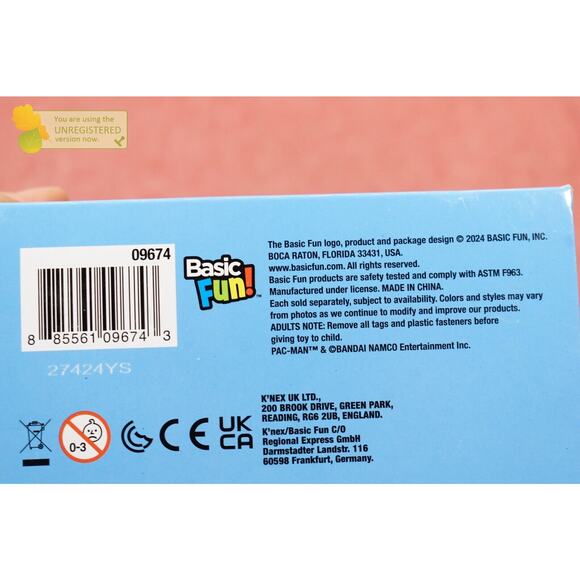 You are using the
UNREGISTERED
version now.
09674
8 85561 09674 3
27424YS
Basic
Fun!™
The Basic Fun logo, product and package design © 2024 BASIC FUN, INC.
BOCA RATON, FLORIDA 33431, USA.
www.basicfun.com. All rights reserved.
Basic Fun products are safety tested and comply with ASTM F963.
Manufactured under license. MADE IN CHINA.
Each sold separately, subject to availability. Colors and styles may vary
from photos as we continue to modify and improve our products.
ADULTS NOTE: Remove all tags and plastic fasteners before
giving toy to child.
PAC-MAN™ & ©BANDAI NAMCO Entertainment Inc.
0-3
CE
UK
CA
K'NEX UK LTD.,
200 BROOK DRIVE, GREEN PARK,
READING, RG6 2UB, ENGLAND.
K'nex/Basic Fun C/O
Regional Express GmbH
Darmstadter Landstr. 116
60598 Frankfurt, Germany.